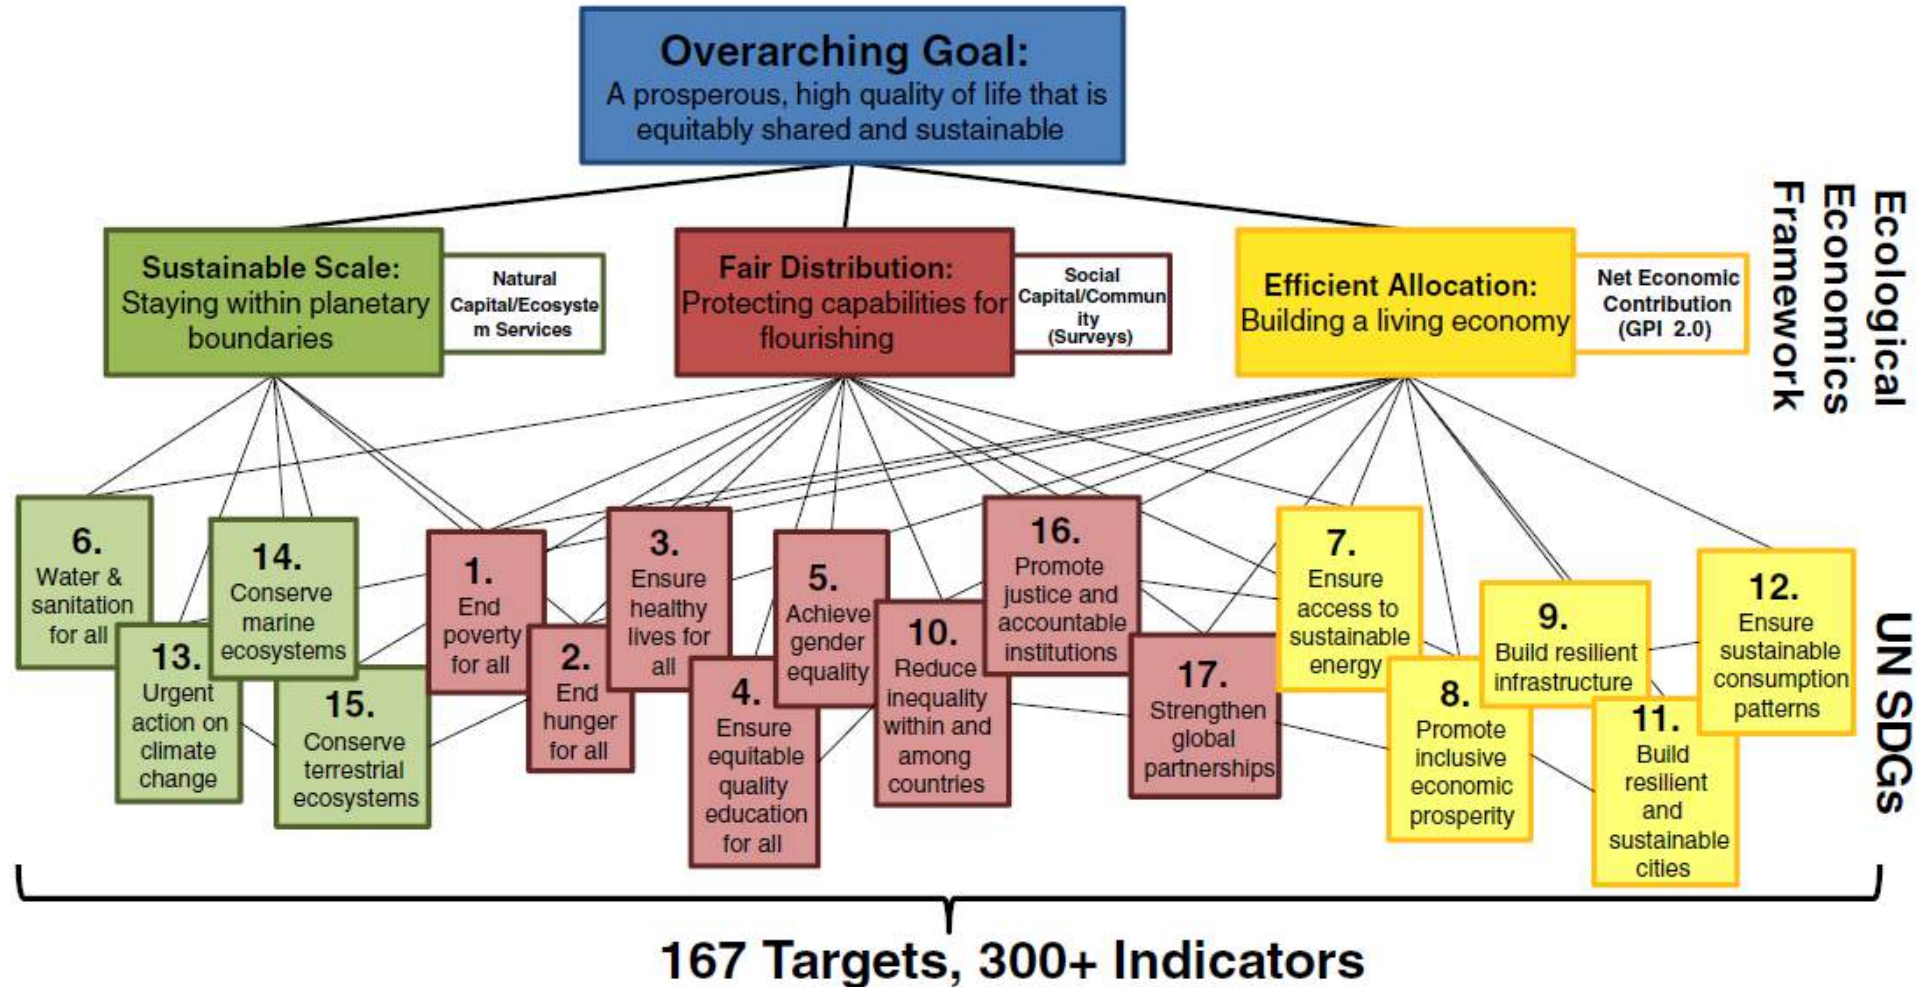 Overarching Goal:
A prosperous, high quality of life that is
equitably shared and sustainable
Sustainable Scale:
Staying within planetary
boundaries
Natural
Capital/Ecosyste
m Services
Fair Distribution:
Protecting capabilities for
flourishing
Social
Capital/Commun
ity
(Surveys)
Efficient Allocation:
Building a living economy
Net Economic
Contribution
(GPI 2.0)
Ecological
Economics
Framework
6.
Water &
sanitation
for all
13.
Urgent
action on
climate
change
14.
Conserve
marine
ecosystems
15.
Conserve
terrestrial
ecosystems
1.
End
poverty
for all
2.
End
hunger
for all
3.
Ensure
healthy
lives for
all
4.
Ensure
equitable
quality
education
for all
5.
Achieve
gender
equality
10.
Reduce
inequality
within and
among
countries
16.
Promote
justice and
accountable
institutions
17.
Strengthen
global
partnerships
7.
Ensure
access to
sustainable
energy
8.
Promote
inclusive
economic
prosperity
9.
Build resilient
infrastructure
11.
Build
resilient
and
sustainable
cities
12.
Ensure
sustainable
consumption
patterns
UN SDGs
167 Targets, 300+ Indicators